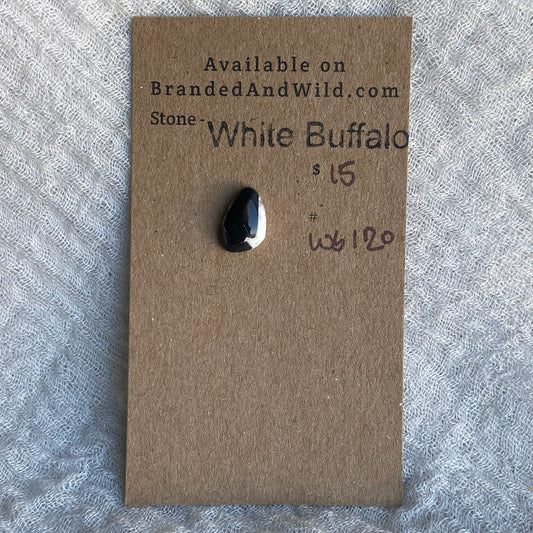 Available on
BrandedAndWild.com
Stone - White Buffalo
$ 15
#
wb120